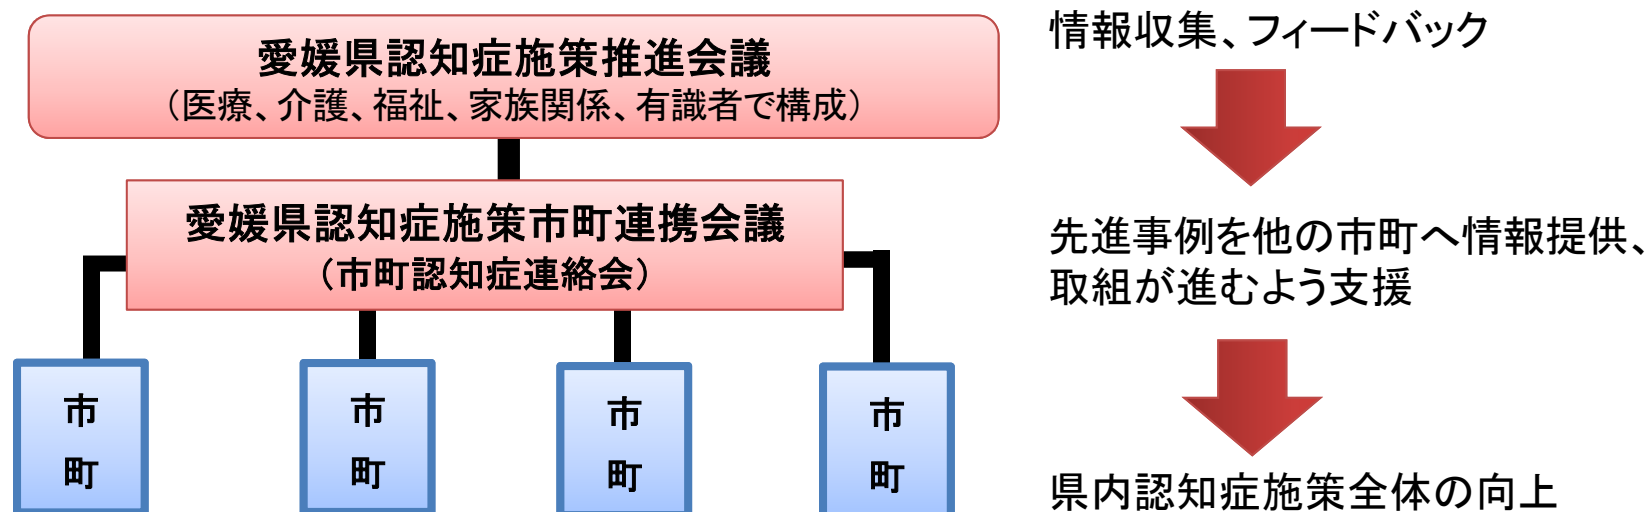 愛媛県認知症施策推進会議
（医療、介護、福祉、家族関係、有識者で構成）
愛媛県認知症施策市町連携会議
（市町認知症連絡会）
市町
市町
市町
市町
情報収集、フィードバック
先進事例を他の市町へ情報提供、
取組が進むよう支援
県内認知症施策全体の向上